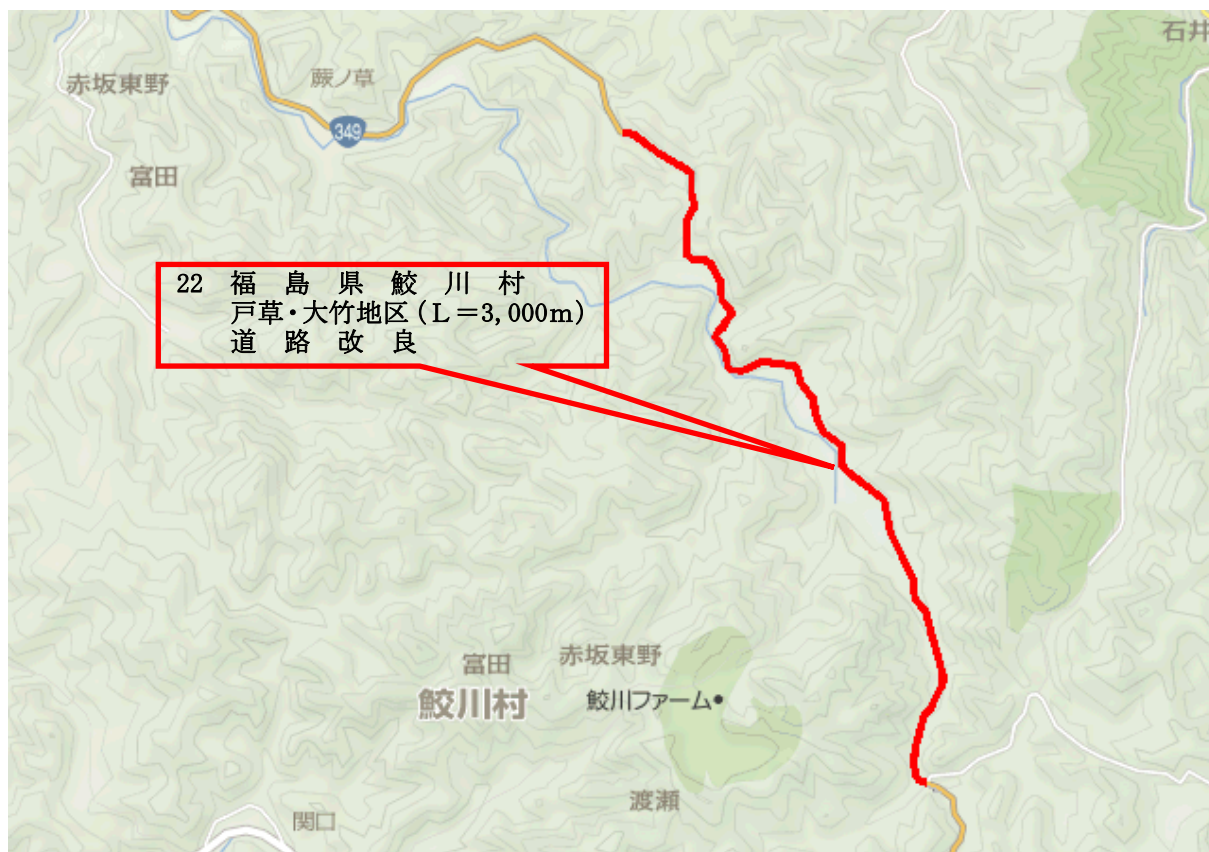 石井
赤坂東野
蕨ノ草
349
富田
22 福島県鮫川村
戸草・大竹地区(L=3,000m)
道路改良
富田
赤坂東野
鮫川村
鮫川ファーム
渡瀬
関口